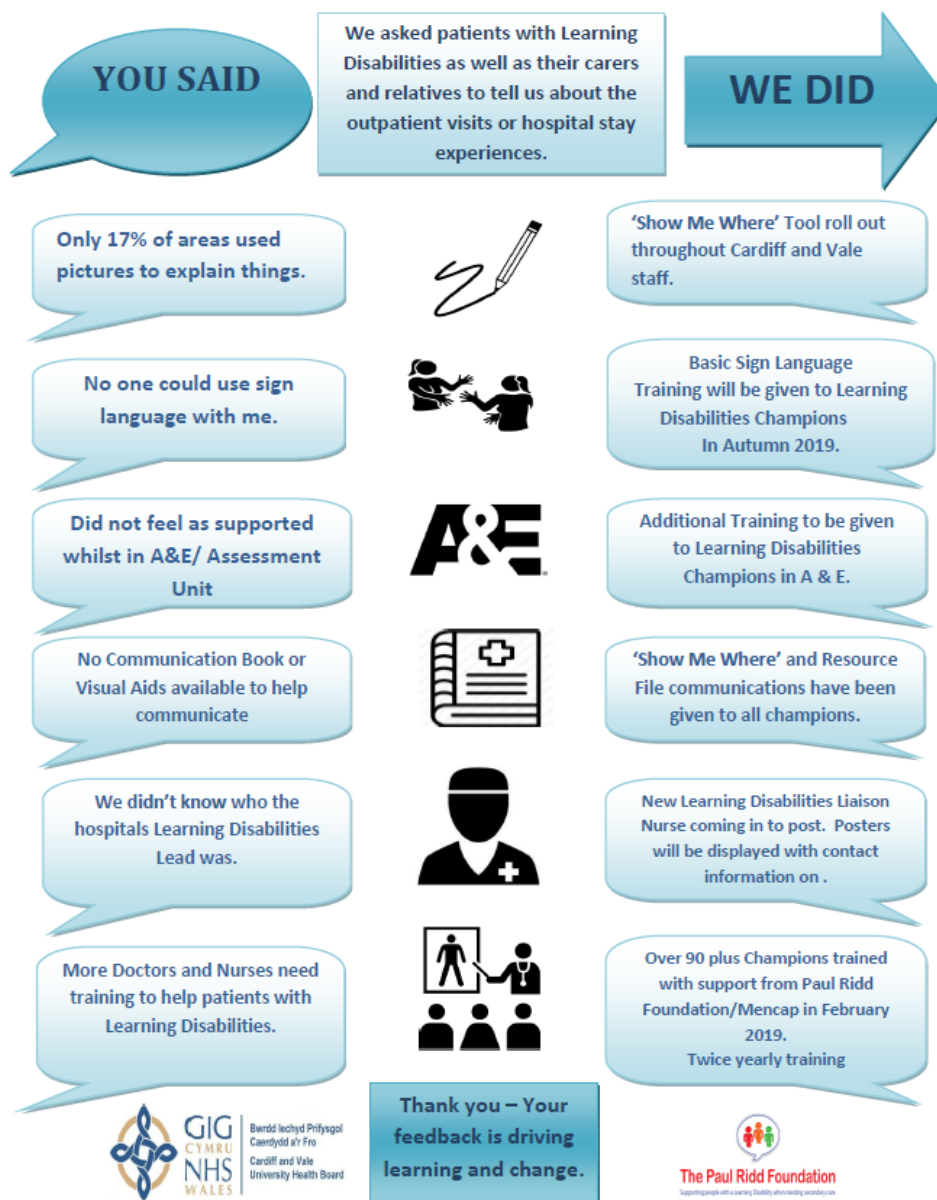 YOU SAID
We asked patients with Learning
Disabilities as well as their carers
and relatives to tell us about the
outpatient visits or hospital stay
experiences.
WE DID
Only 17% of areas used
pictures to explain things.
‘Show Me Where’ Tool roll out
throughout Cardiff and Vale
staff.
No one could use sign
language with me.
Basic Sign Language
Training will be given to Learning
Disabilities Champions
In Autumn 2019.
Did not feel as supported
whilst in A&E/ Assessment
Unit
A&E
Additional Training to be given
to Learning Disabilities
Champions in A & E.
No Communication Book or
Visual Aids available to help
communicate
‘Show Me Where’ and Resource
File communications have been
given to all champions.
We didn’t know who the
hospitals Learning Disabilities
Lead was.
New Learning Disabilities Liaison
Nurse coming in to post. Posters
will be displayed with contact
information on .
More Doctors and Nurses need
training to help patients with
Learning Disabilities.
Over 90 plus Champions trained
with support from Paul Ridd
Foundation/Mencap in February
2019.
Twice yearly training
GIG
CYMRU
NHS
WALES
Bwrdd Iechyd Prifysgol
Caerdydd a'r Fro
Cardiff and Vale
University Health Board
Thank you – Your
feedback is driving
learning and change.
The Paul Ridd Foundation
Supporting people with a Learning Disability when needing secondary care